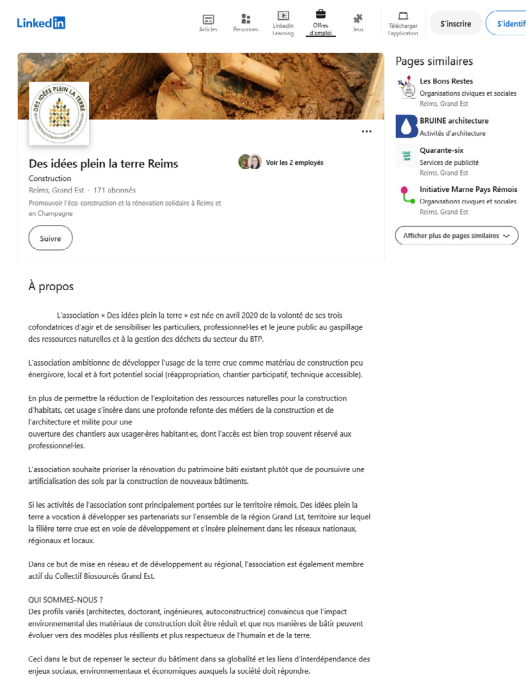 LinkedIn
Articles
Personnes
LinkedIn
Learning
Offres
d'emploi
Jeux
Télécharger
l'application
S'inscrire
S'identif
DES IDÉES PLEIN LA TERRE
Des idées plein la terre Reims
Construction
Reims, Grand Est · 171 abonnés
Promouvoir l'éco-construction et la rénovation solidaire à Reims et
en Champagne
Voir les 2 employés
Suivre
Pages similaires
Les Bons Restes
Organisations civiques et sociales
Reims, Grand Est
BRUINE architecture
Activités d'architecture
Quarante-six
Services de publicité
Reims, Grand Est
Initiative Marne Pays Rémois
Organisations civiques et sociales
Reims, Grand Est
Afficher plus de pages similaires
À propos
L'association « Des idées plein la terre » est née en avril 2020 de la volonté de ses trois
cofondatrices d'agir et de sensibiliser les particuliers, professionnel·les et le jeune public au gaspillage
des ressources naturelles et à la gestion des déchets du secteur du BTP.
L'association ambitionne de développer l'usage de la terre crue comme matériau de construction peu
énergivore, local et à fort potentiel social (réappropriation, chantier participatif, technique accessible).
En plus de permettre la réduction de l'exploitation des ressources naturelles pour la construction
d'habitats, cet usage s'insère dans une profonde refonte des métiers de la construction et de
l'architecture et milite pour une
ouverture des chantiers aux usager·ères habitant·es, dont l'accès est bien trop souvent réservé aux
professionnel·les.
L'association souhaite prioriser la rénovation du patrimoine bâti existant plutôt que de poursuivre une
artificialisation des sols par la construction de nouveaux bâtiments.
Si les activités de l'association sont principalement portées sur le territoire rémois, Des idées plein la
terre a vocation à développer ses partenariats sur l'ensemble de la région Grand Est, territoire sur lequel
la filière terre crue est en voie de développement et s'insère pleinement dans les réseaux nationaux,
régionaux et locaux.
Dans ce but de mise en réseau et de développement au régional, l'association est également membre
actif du Collectif Biosourcés Grand Est.
QUI SOMMES-NOUS ?
Des profils variés (architectes, doctorant, ingénieures, autoconstructrice) convaincus que l'impact
environnemental des matériaux de construction doit être réduit et que nos manières de bâtir peuvent
évoluer vers des modèles plus résilients et plus respectueux de l'humain et de la terre.
Ceci dans le but de repenser le secteur du bâtiment dans sa globalité et les liens d'interdépendance des
enjeux sociaux, environnementaux et économiques auxquels la société doit répondre.